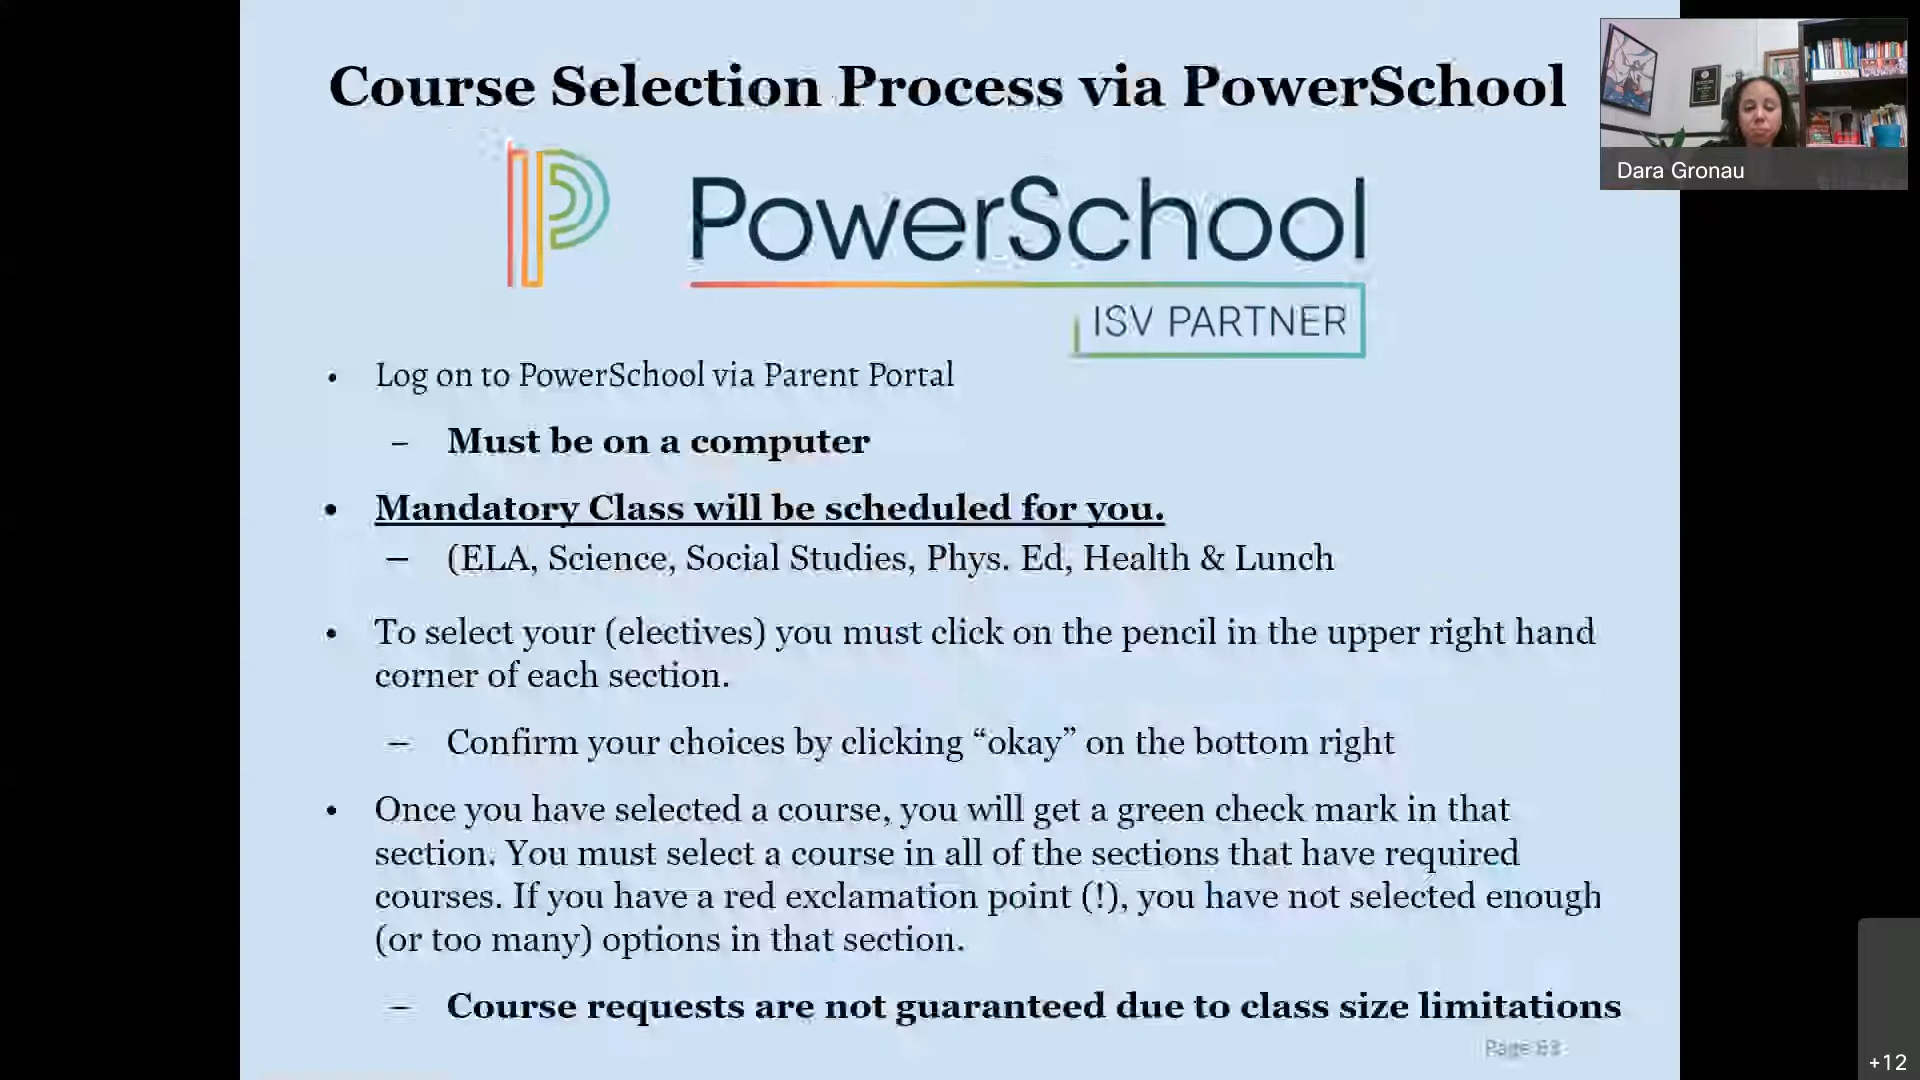 Course Selection Process via PowerSchool
PowerSchool
ISV PARTNER
Dara Gronau
• Log on to PowerSchool via Parent Portal
– Must be on a computer
• Mandatory Class will be scheduled for you.
– (ELA, Science, Social Studies, Phys. Ed, Health & Lunch
• To select your (electives) you must click on the pencil in the upper right hand
corner of each section.
– Confirm your choices by clicking “okay” on the bottom right
• Once you have selected a course, you will get a green check mark in that
section. You must select a course in all of the sections that have required
courses. If you have a red exclamation point (!), you have not selected enough
(or too many) options in that section.
– Course requests are not guaranteed due to class size limitations
Page
+12